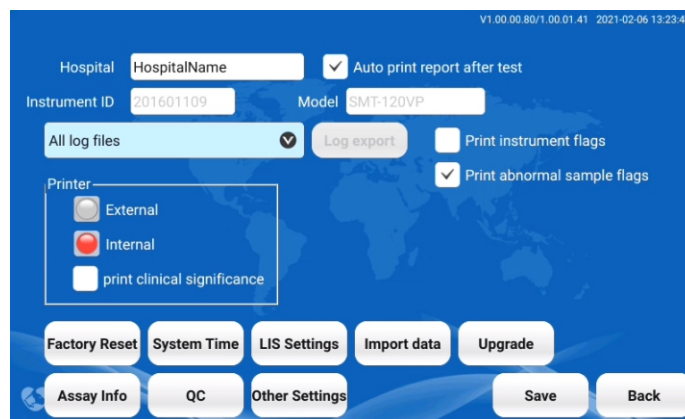 V1.00.00.80/1.00.01.41 2021-02-06 13:23:4
Hospital HospitalName Auto print report after test
Instrument ID 201601109 Model SMT-120VP
All log files Log export Print instrument flags
Print abnormal sample flags
Printer
External
Internal
print clinical significance
Factory Reset System Time LIS Settings Import data Upgrade
Assay Info QC Other Settings Save Back